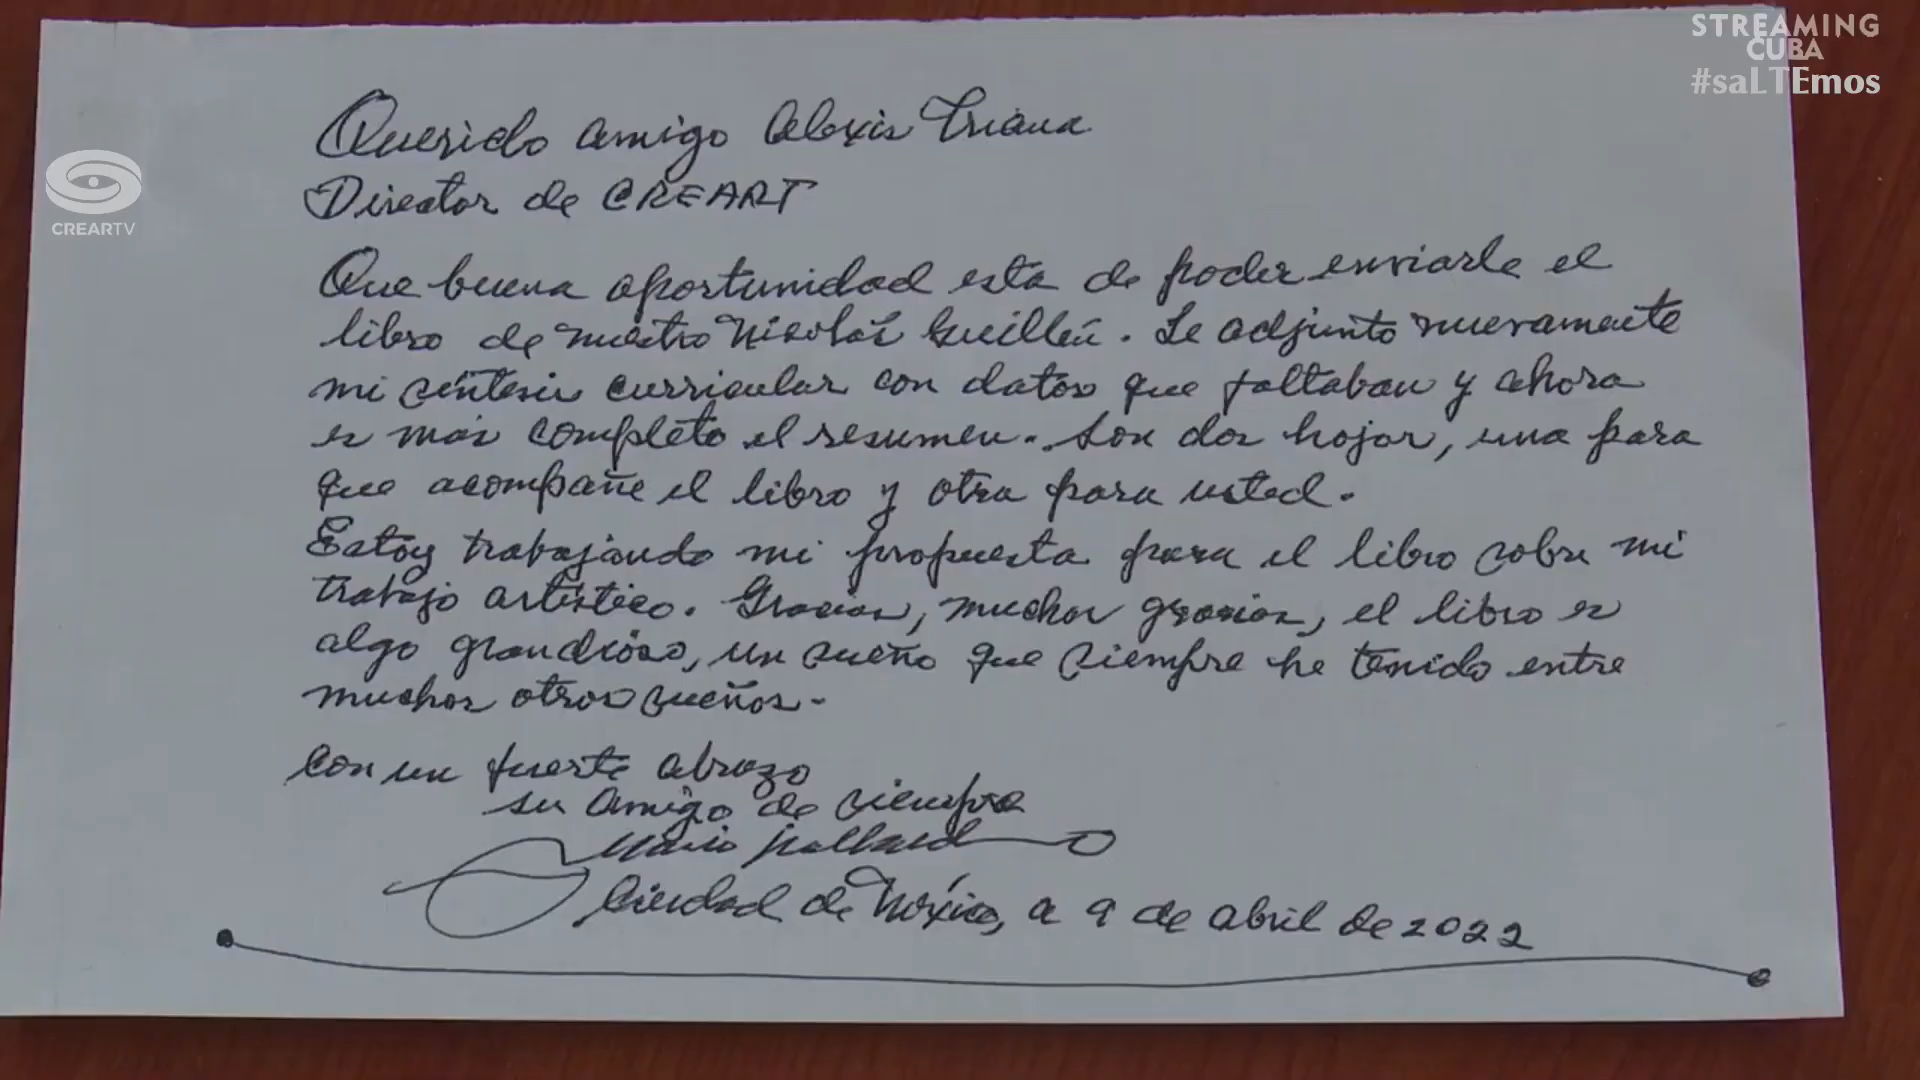 STREAMING
CUBA
#saLTEmos
CREARTV
Querido amigo Alexis Triana
Director de CREART
Que buena oportunidad esta de poder enviarle el
libro de nuestro Nicolás Guillén. Le adjunto nuevamente
mi síntesis curricular con datos que faltaban y ahora
es más completo el resumen. Son dos hojas, una para
que acompañe el libro y otra para usted.
Estoy trabajando mi propuesta para el libro sobre mi
trabajo artístico. Gracias, muchas gracias, el libro es
algo grandioso, un sueño que siempre he tenido entre
muchos otros sueños.
Con un fuerte abrazo
su amigo de siempre
Mario
Ciudad de México, a 9 de abril de 2022